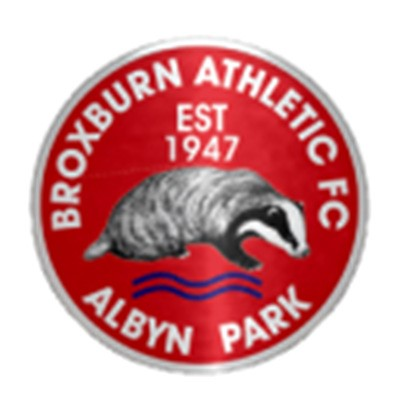 BROXBURN ATHLETIC FC
EST
1947
ALBYN PARK